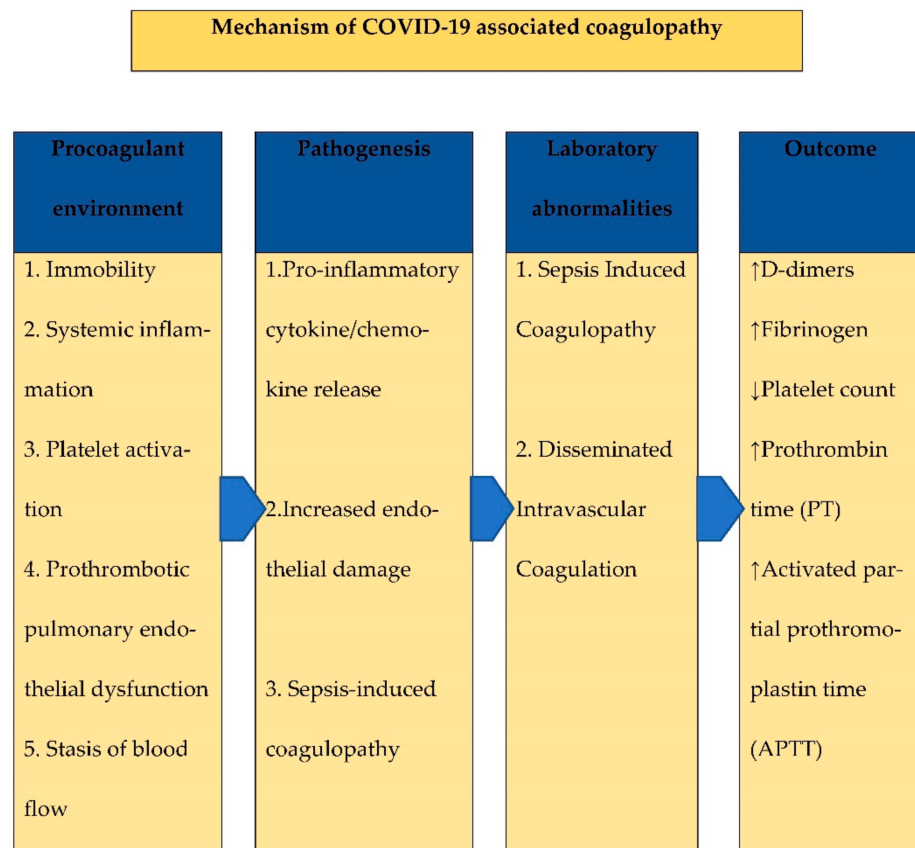 Mechanism of COVID-19 associated coagulopathy
Procoagulant
environment
1. Immobility
2. Systemic inflam-
mation
3. Platelet activa-
tion
4. Prothrombotic
pulmonary endo-
thelial dysfunction
5. Stasis of blood
flow
Pathogenesis
1.Pro-inflammatory
cytokine/chemo-
kine release
2.Increased endo-
thelial damage
3. Sepsis-induced
coagulopathy
Laboratory
abnormalities
1. Sepsis Induced
Coagulopathy
2. Disseminated
Intravascular
Coagulation
Outcome
↑D-dimers
↑Fibrinogen
↓Platelet count
↑Prothrombin
time (PT)
↑Activated par-
tial prothromo-
plastin time
(APTT)